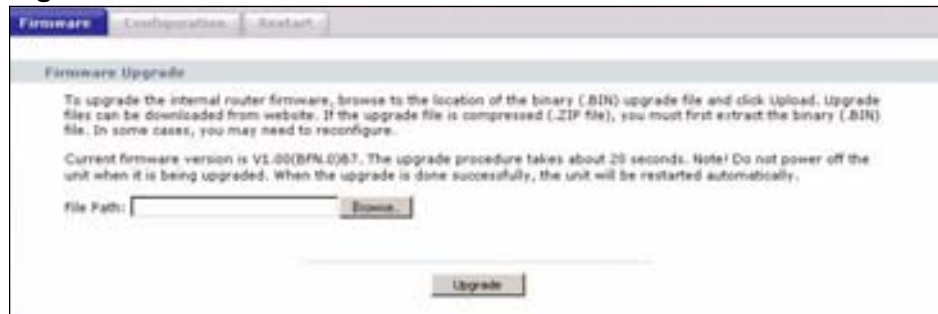 Firmware Configuration Restart
Firmware Upgrade
To upgrade the internal router firmware, browse to the location of the binary (.BIN) upgrade file and click Upload. Upgrade
files can be downloaded from website. If the upgrade file is compressed (.ZIP file), you must first extract the binary (.BIN)
file. In some cases, you may need to reconfigure.
Current firmware version is V1.00(BFN.0)B7. The upgrade procedure takes about 20 seconds. Note! Do not power off the
unit when it is being upgraded. When the upgrade is done successfully, the unit will be restarted automatically.
File Path: Browse..
Upgrade